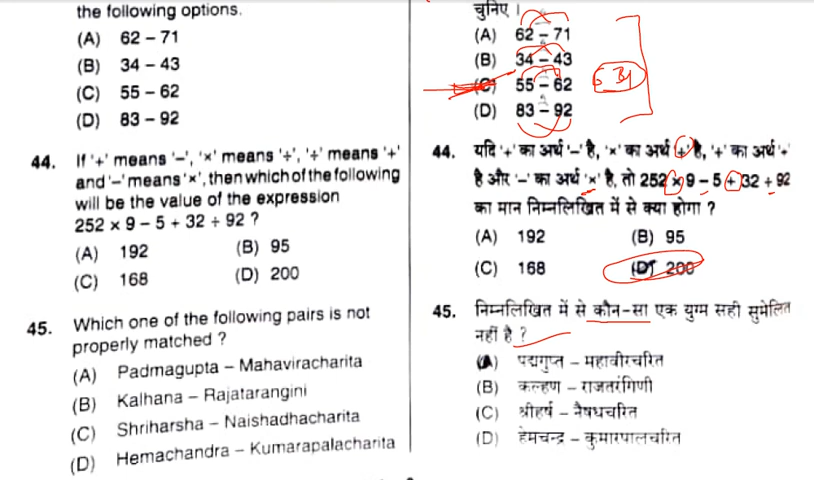 the following options.
(A) 62 – 71
(B) 34 – 43
(C) 55 – 62
(D) 83 – 92
44. If '+' means '–', '×' means '÷', '÷' means '+'
and '–' means '×', then which of the following
will be the value of the expression
252 × 9 – 5 + 32 ÷ 92 ?
(A) 192 (B) 95
(C) 168 (D) 200
45. Which one of the following pairs is not
properly matched ?
(A) Padmagupta – Mahaviracharita
(B) Kalhana – Rajatarangini
(C) Shriharsha – Naishadhacharita
(D) Hemachandra – Kumarapalacharita
चुनिए ।
(A) 62 – 71
(B) 34 – 43
(C) 55 – 62
(D) 83 – 92
44. यदि '+' का अर्थ '–' है, '×' का अर्थ '÷' है, '÷' का अर्थ '+'
है और '–' का अर्थ '×' है, तो 252 × 9 – 5 + 32 ÷ 92
का मान निम्नलिखित में से क्या होगा ?
(A) 192 (B) 95
(C) 168 (D) 200
45. निम्नलिखित में से कौन-सा एक युग्म सही सुमेलित
नहीं है ?
(A) पद्मगुप्त – महावीरचरित
(B) कल्हण – राजतरंगिणी
(C) श्रीहर्ष – नैषधचरित
(D) हेमचन्द्र – कुमारपालचरित